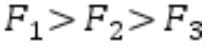 F₁ > F₂ > F₃